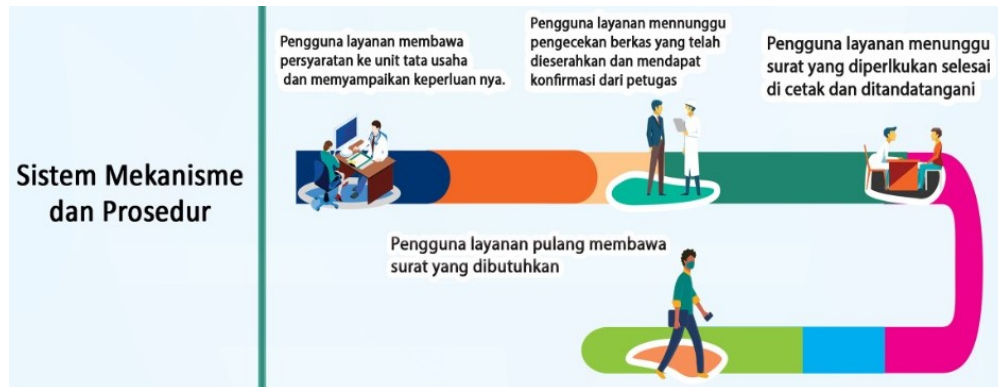 Sistem Mekanisme
dan Prosedur
Pengguna layanan membawa
persyaratan ke unit tata usaha
dan memyampaikan keperluan nya.
Pengguna layanan mennunggu
pengecekan berkas yang telah
dieserahkan dan mendapat
konfirmasi dari petugas
Pengguna layanan menunggu
surat yang diperlkukan selesai
di cetak dan ditandatangani
Pengguna layanan pulang membawa
surat yang dibutuhkan